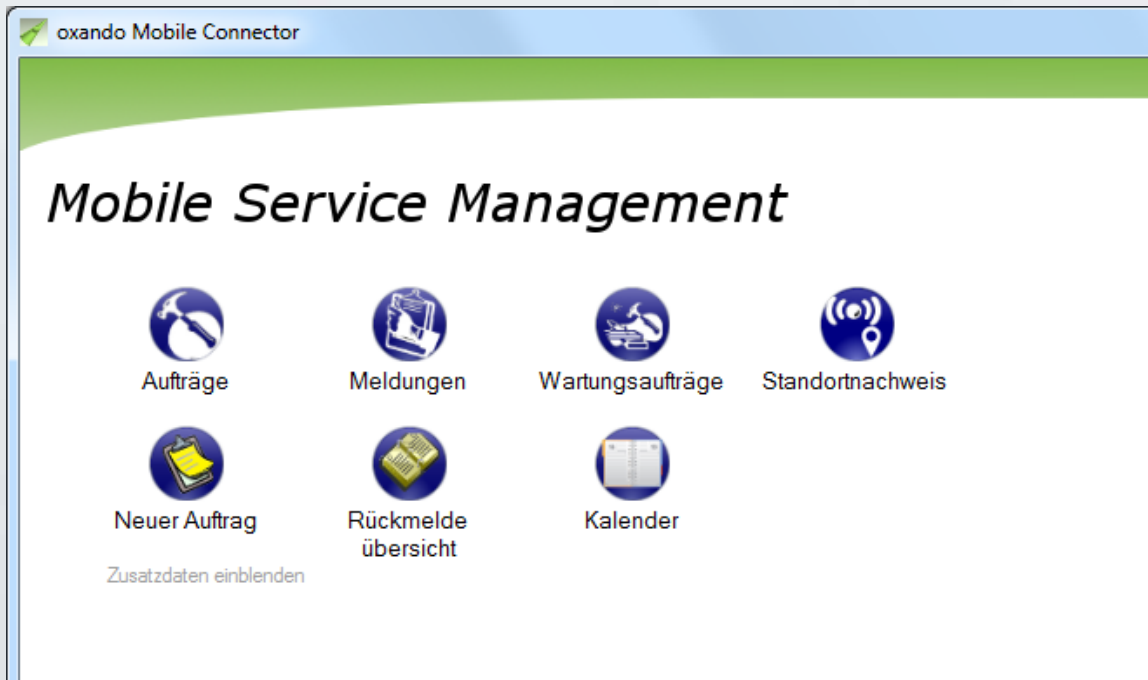 oxando Mobile Connector
Mobile Service Management
Aufträge
Meldungen
Wartungsaufträge
Standortnachweis
Neuer Auftrag
Rückmelde
übersicht
Kalender
Zusatzdaten einblenden